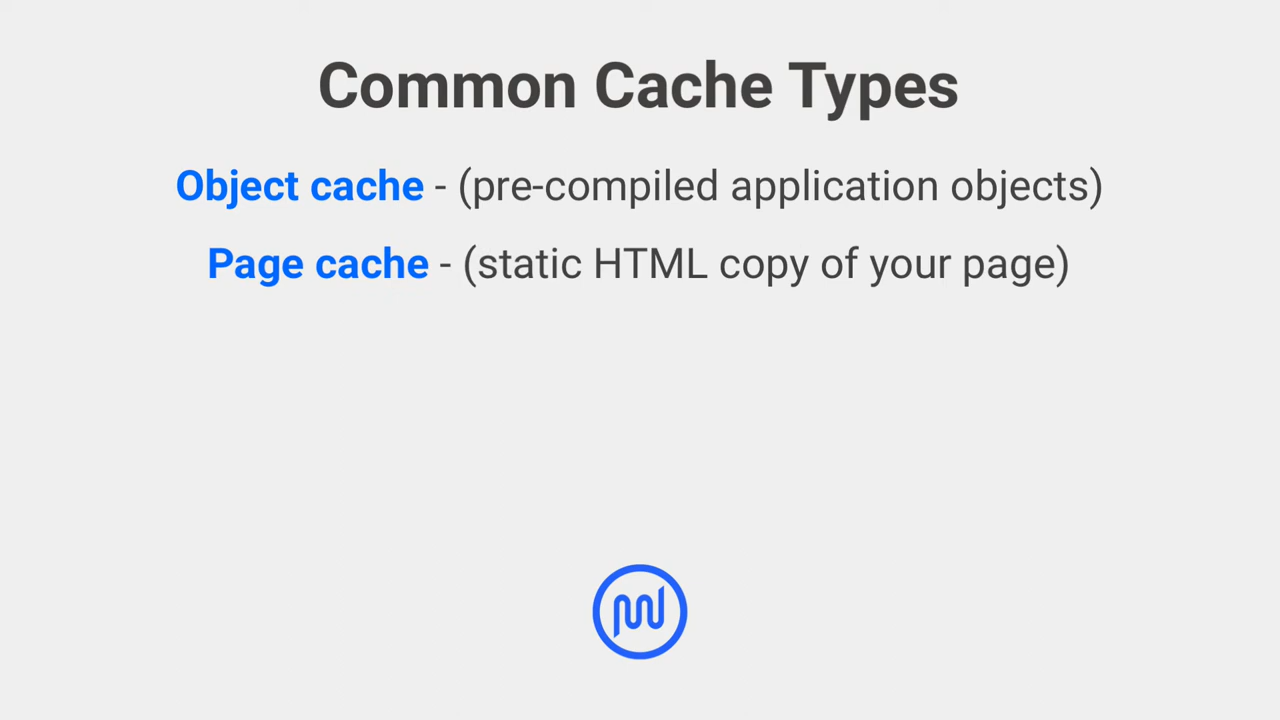 Common Cache Types
Object cache - (pre-compiled application objects)
Page cache - (static HTML copy of your page)